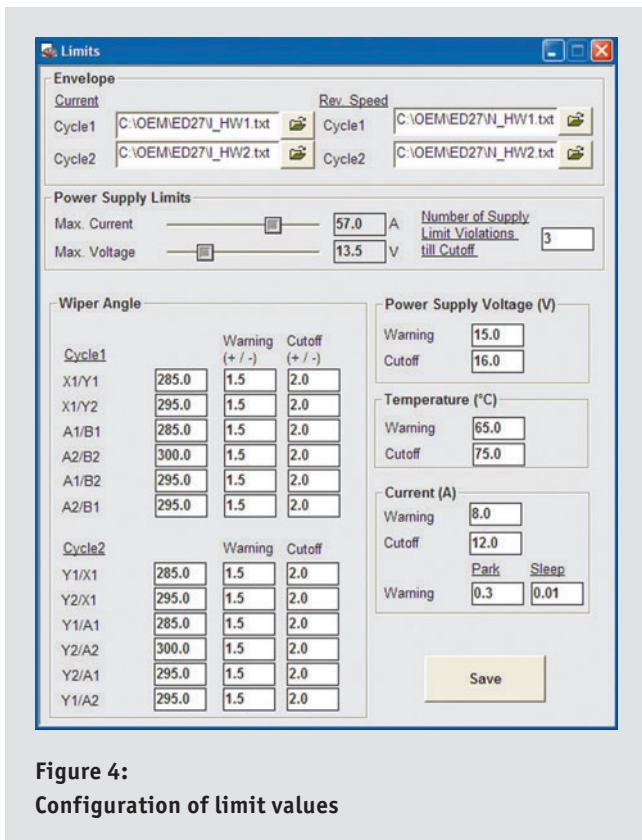 Limits
Envelope
Current Rev. Speed
Cycle1 C:\OEM\ED27\I_HW1.txt Cycle1 C:\OEM\ED27\N_HW1.txt
Cycle2 C:\OEM\ED27\I_HW2.txt Cycle2 C:\OEM\ED27\N_HW2.txt
Power Supply Limits
Max. Current 57.0 A
Max. Voltage 13.5 V
Number of Supply
Limit Violations
till Cutoff 3
Wiper Angle
Warning Cutoff
Cycle1 (+ / -) (+ / -)
X1/Y1 285.0 1.5 2.0
X1/Y2 295.0 1.5 2.0
A1/B1 285.0 1.5 2.0
A2/B2 300.0 1.5 2.0
A1/B2 295.0 1.5 2.0
A2/B1 295.0 1.5 2.0
Cycle2 Warning Cutoff
Y1/X1 285.0 1.5 2.0
Y2/X1 295.0 1.5 2.0
Y1/A1 285.0 1.5 2.0
Y2/A2 300.0 1.5 2.0
Y2/A1 295.0 1.5 2.0
Y1/A2 295.0 1.5 2.0
Power Supply Voltage (V)
Warning 15.0
Cutoff 16.0
Temperature (°C)
Warning 65.0
Cutoff 75.0
Current (A)
Warning 8.0
Cutoff 12.0
Park Sleep
Warning 0.3 0.01
Save
Figure 4:
Configuration of limit values